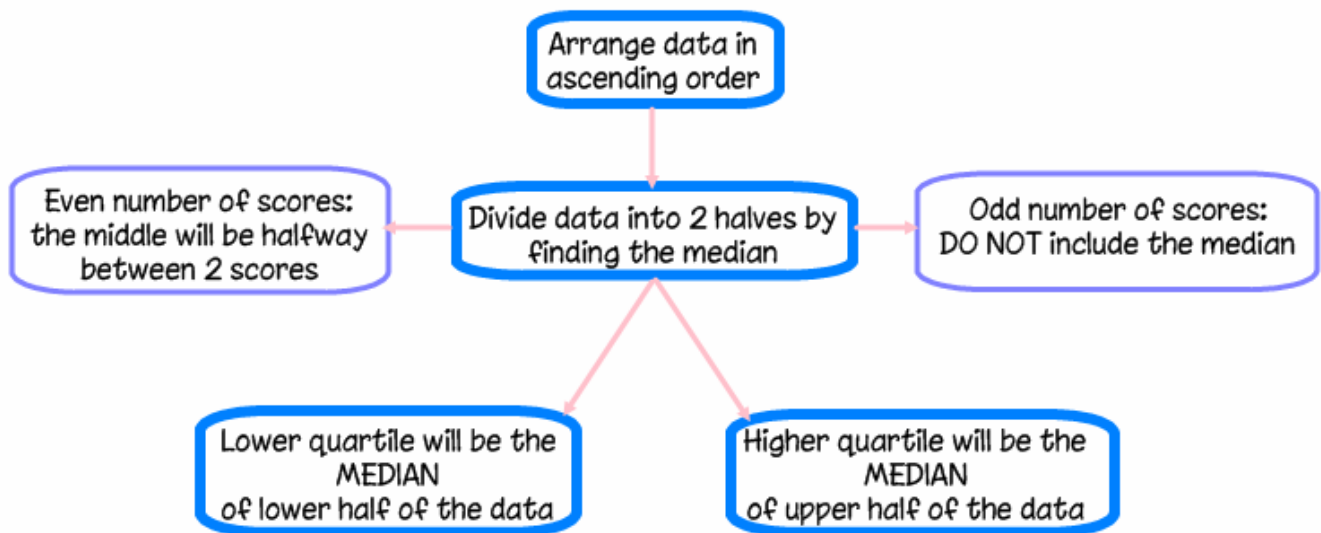 Arrange data in
ascending order
Even number of scores:
the middle will be halfway
between 2 scores
Divide data into 2 halves by
finding the median
Odd number of scores:
DO NOT include the median
Lower quartile will be the
MEDIAN
of lower half of the data
Higher quartile will be the
MEDIAN
of upper half of the data